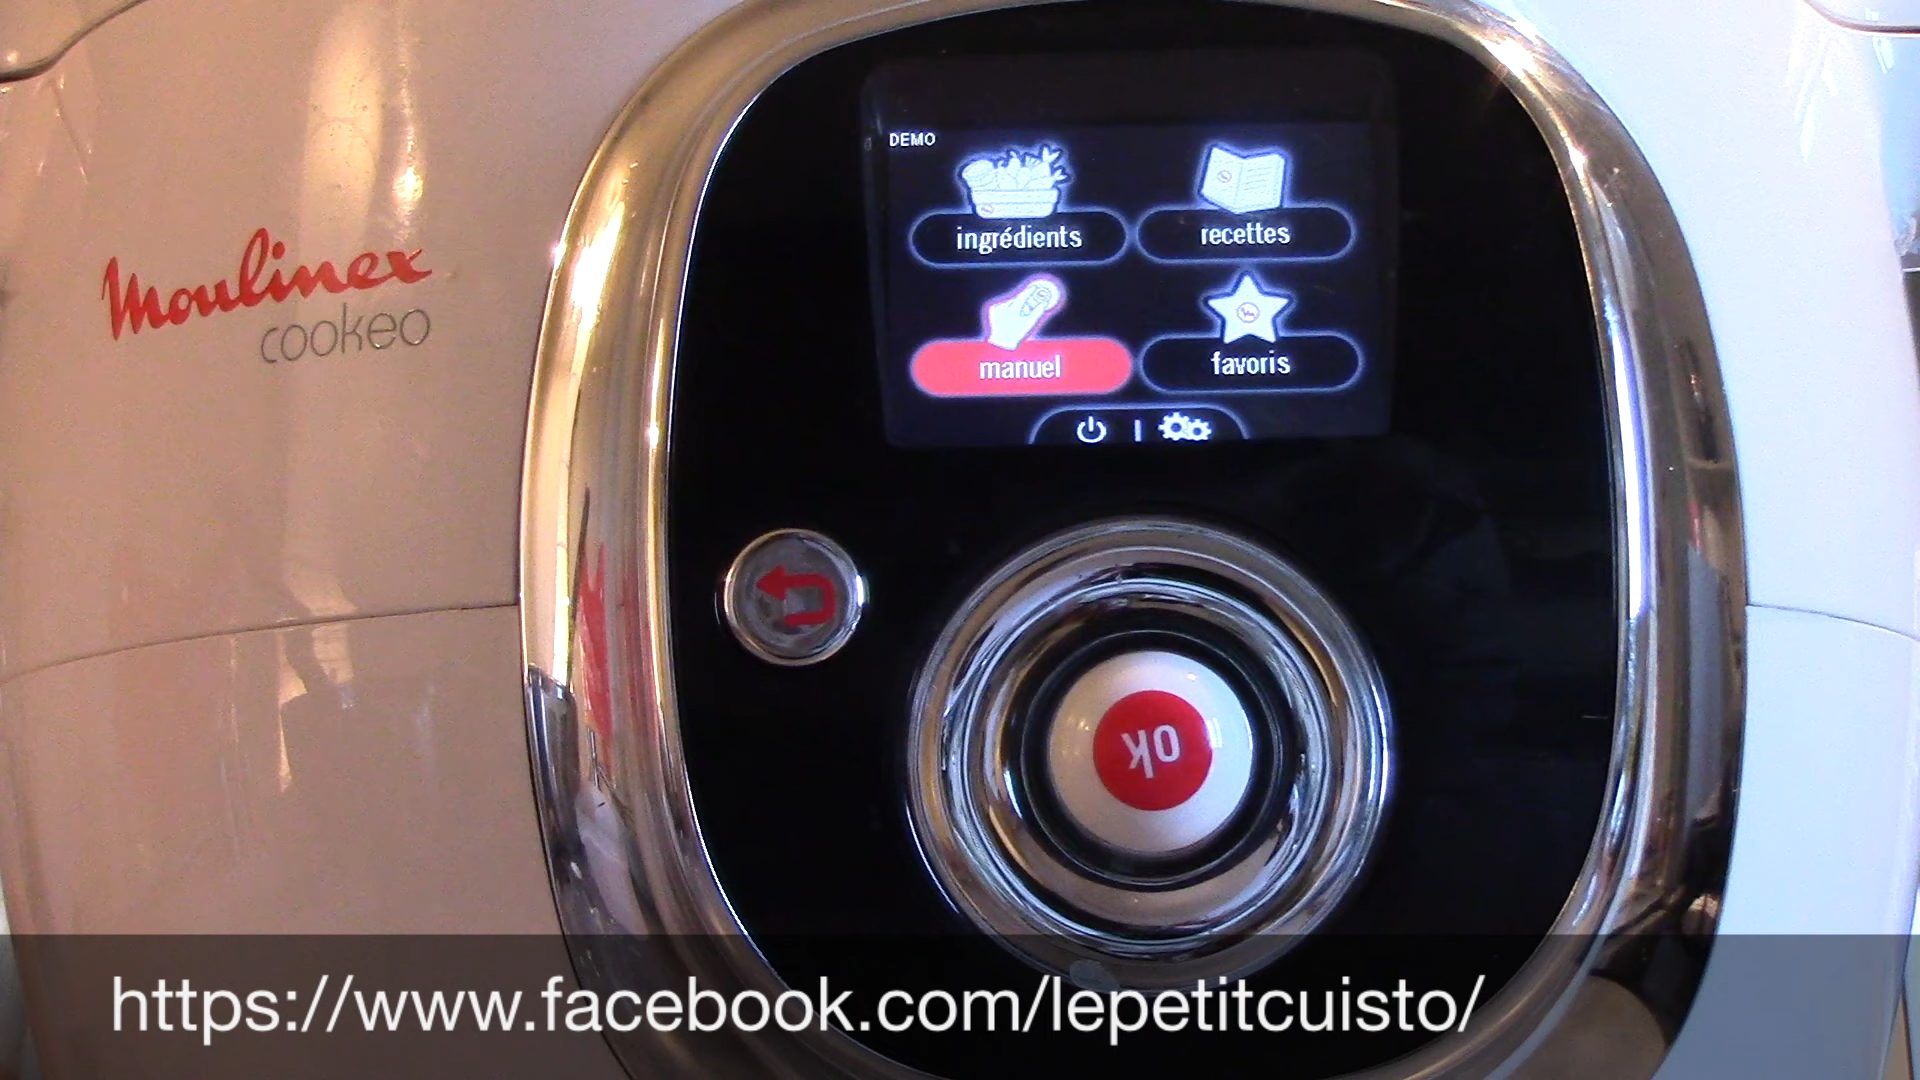 Moulinex
cookeo
DEMO
ingrédients
recettes
manuel
favoris
ok
https://www.facebook.com/lepetitcuisto/